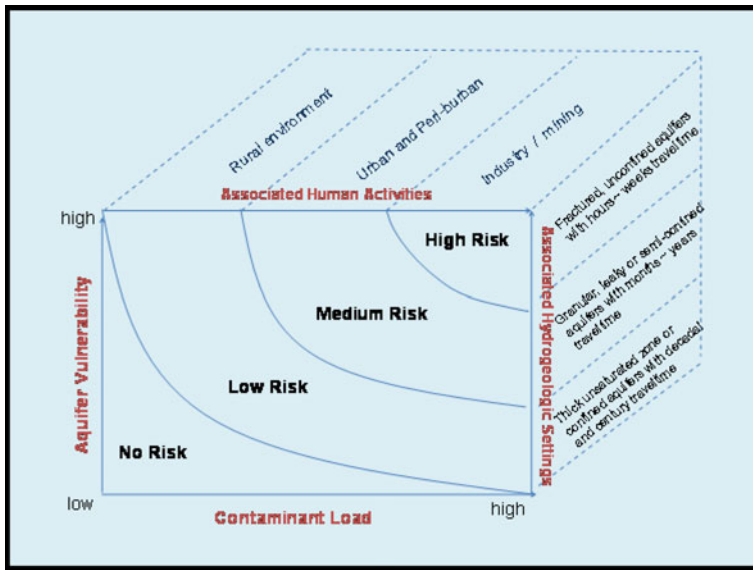 Rural environment
Urban and Peri-burban
Industry / mining
Associated Human Activities
high
High Risk
Medium Risk
Low Risk
No Risk
Aquifer Vulnerability
low
Contaminant Load
high
Associated Hydrogeologic Settings
Fractured, unconfined aquifers
with hours~ weeks travel time
Granular, leaky or semi-confined
aquifers with months ~ years
travel time
Thick unsaturated zone or
confined aquifers with decadal
and century travel time